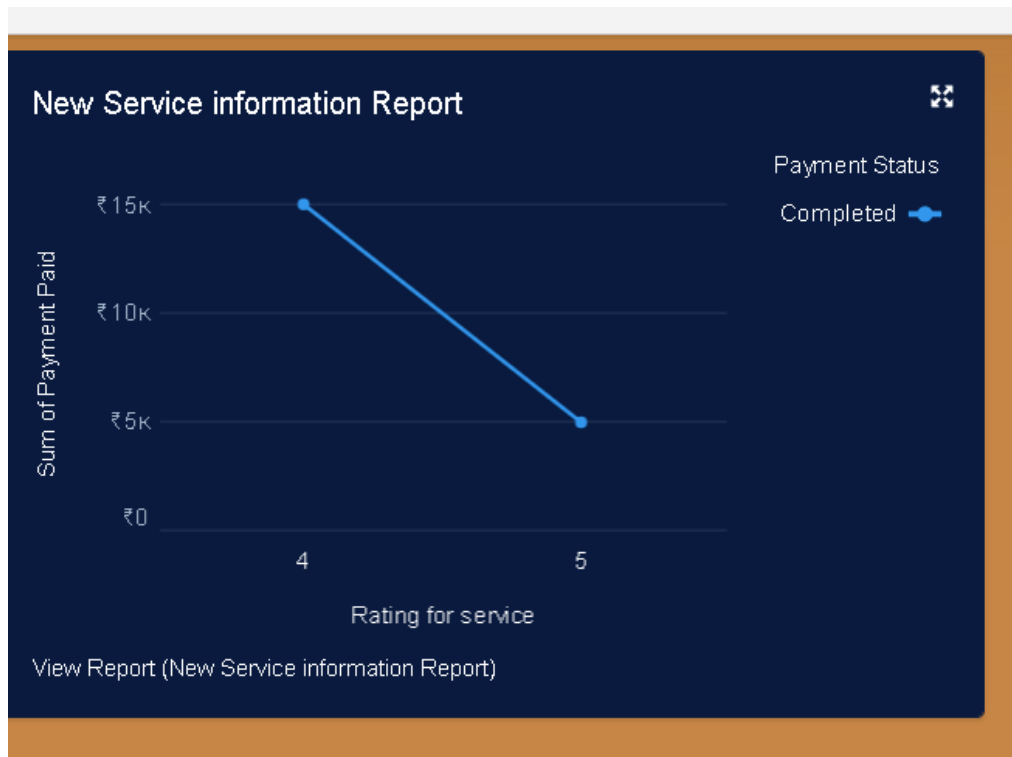 New Service information Report
Payment Status
Completed
Sum of Payment Paid
₹15K
₹10K
₹5K
₹0
4 5
Rating for service
View Report (New Service information Report)